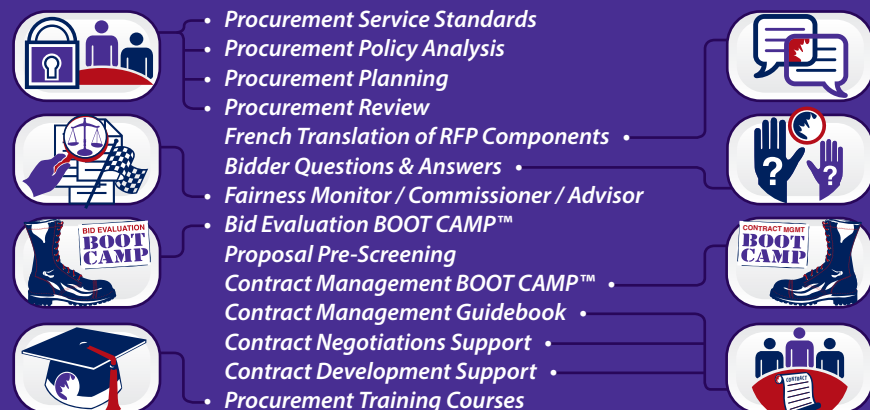 Procurement Service Standards
Procurement Policy Analysis
Procurement Planning
Procurement Review
French Translation of RFP Components
Bidder Questions & Answers
Fairness Monitor / Commissioner / Advisor
Bid Evaluation BOOT CAMP™
Proposal Pre-Screening
Contract Management BOOT CAMP™
Contract Management Guidebook
Contract Negotiations Support
Contract Development Support
Procurement Training Courses
BID EVALUATION
BOOT
CAMP
? ?
CONTRACT MGMT
BOOT
CAMP
CONTRACT